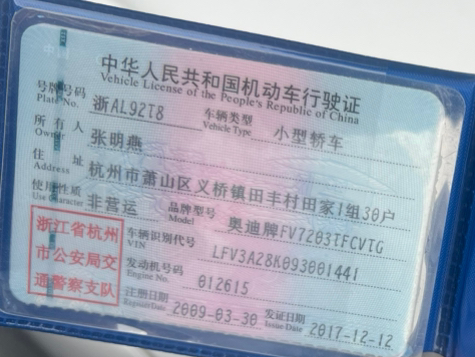 中华人民共和国机动车行驶证
Vehicle License of the People's Republic of China
号牌号码 Plate No. 浙AL92T8 车辆类型 Vehicle Type 小型轿车
所有人 Owner 张明燕
住址 Address 杭州市萧山区义桥镇田丰村田家1组30户
使用性质 Use Character 非营运 品牌型号 Model 奥迪牌FV7203TFCVTG
浙江省杭州
市公安局交
通警察支队
车辆识别代号 VIN LFV3A28K093001441
发动机号码 Engine No. 012615
注册日期 2009-03-30 发证日期 Issue Date 2017-12-12